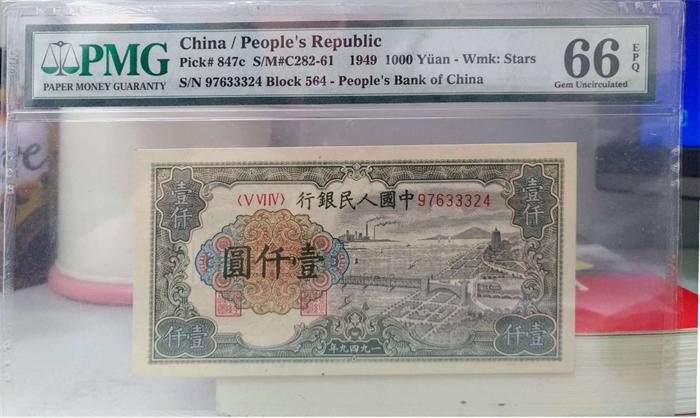 PMG
PAPER MONEY GUARANTY
China / People's Republic
Pick# 847c S/M#C282-61 1949 1000 Yüan - Wmk: Stars
S/N 97633324 Block 564 - People's Bank of China
66 EPQ
Gem Uncirculated
壹仟
壹仟
〈V VII IV〉
行銀民人國中
97633324
圓仟壹
仟壹
仟壹
年九四九一